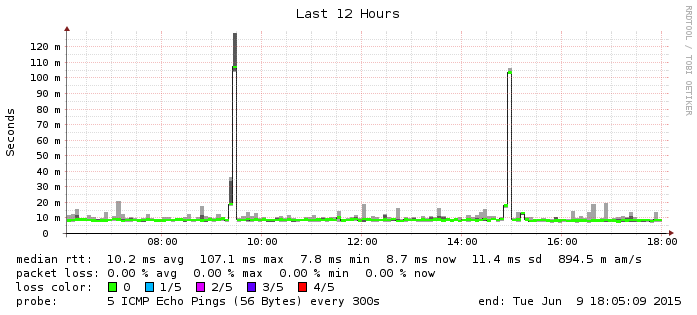 Last 12 Hours
RRDTOOL / TOBI OETIKER
Seconds
120 m
110 m
100 m
90 m
80 m
70 m
60 m
50 m
40 m
30 m
20 m
10 m
0
08:00 10:00 12:00 14:00 16:00 18:00
median rtt: 10.2 ms avg 107.1 ms max 7.8 ms min 8.7 ms now 11.4 ms sd 894.5 m am/s
packet loss: 0.00 % avg 0.00 % max 0.00 % min 0.00 % now
loss color: 0 1/5 2/5 3/5 4/5
probe: 5 ICMP Echo Pings (56 Bytes) every 300s end: Tue Jun 9 18:05:09 2015